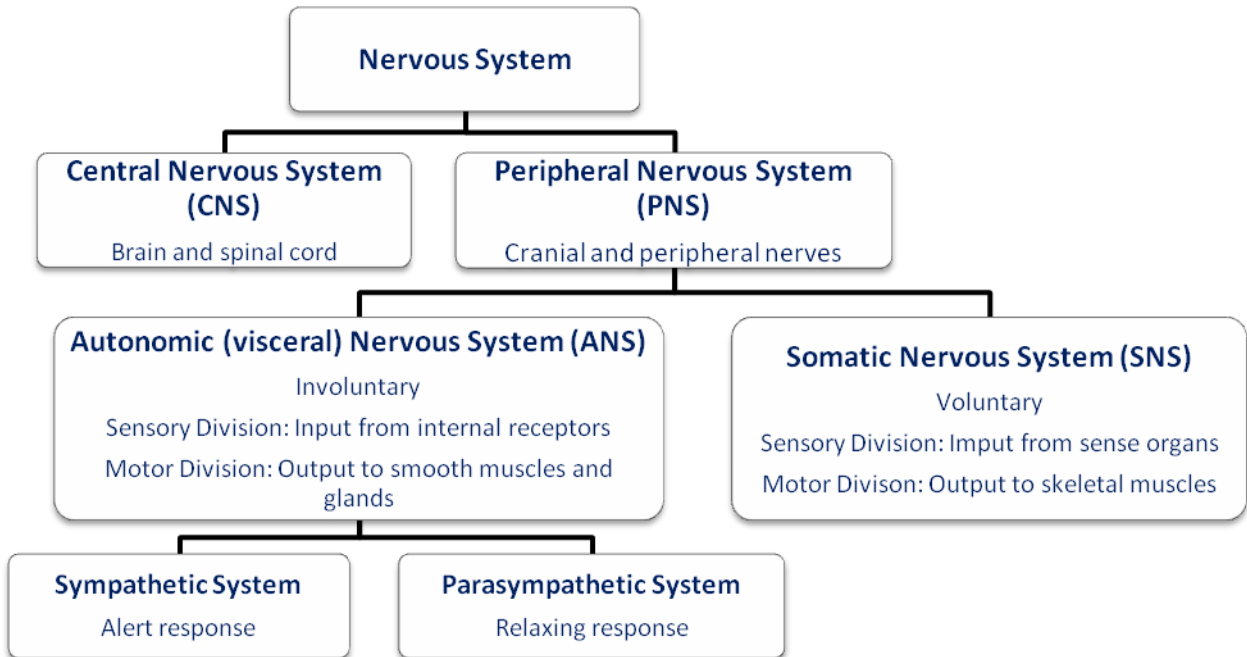 Nervous System
Central Nervous System
(CNS)
Brain and spinal cord
Peripheral Nervous System
(PNS)
Cranial and peripheral nerves
Autonomic (visceral) Nervous System (ANS)
Involuntary
Sensory Division: Input from internal receptors
Motor Division: Output to smooth muscles and
glands
Somatic Nervous System (SNS)
Voluntary
Sensory Division: Imput from sense organs
Motor Divison: Output to skeletal muscles
Sympathetic System
Alert response
Parasympathetic System
Relaxing response